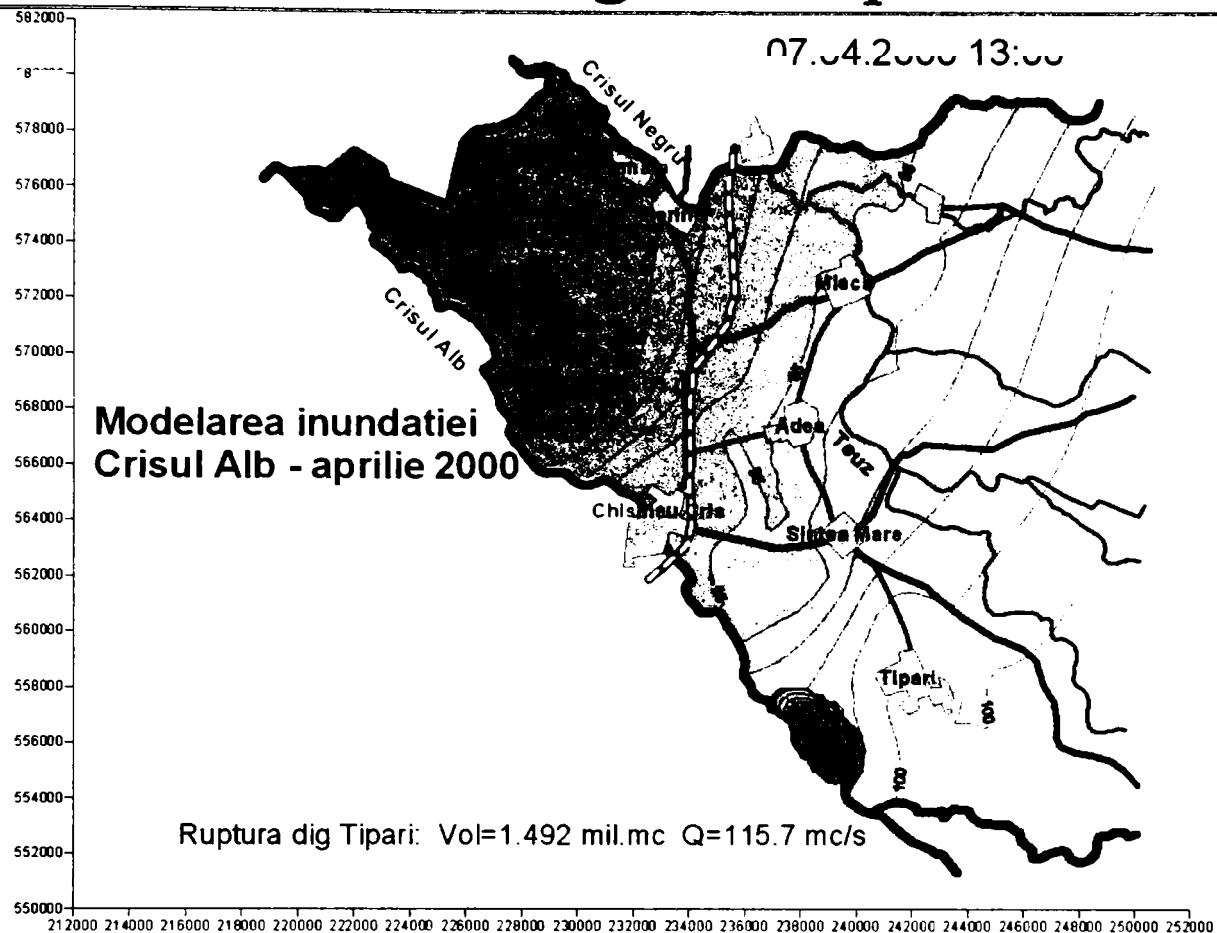 582000
578000
576000
574000
572000
570000
568000
566000
564000
562000
560000
558000
556000
554000
552000
550000
212000 214000 216000 218000 220000 222000 224000 226000 228000 230000 232000 234000 236000 238000 240000 242000 244000 246000 248000 250000 252000
Crisul Negru
Crisul Alb
Modelarea inundatiei
Crisul Alb - aprilie 2000
Adea
Teuz
Sintea Mare
Tipari
100
100
Ruptura dig Tipari: Vol=1.492 mil.mc Q=115.7 mc/s